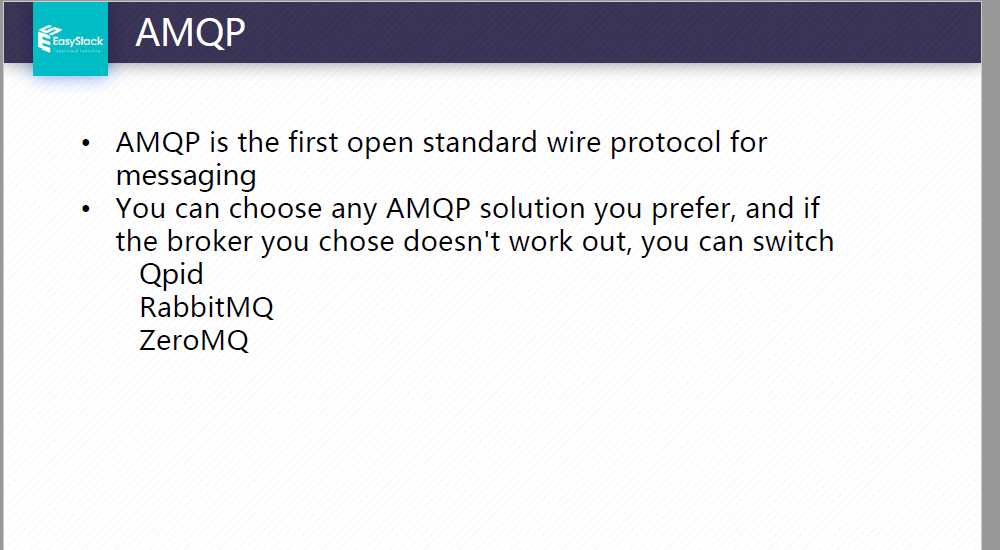 EasyStack
AMQP
• AMQP is the first open standard wire protocol for
messaging
• You can choose any AMQP solution you prefer, and if
the broker you chose doesn't work out, you can switch
Qpid
RabbitMQ
ZeroMQ